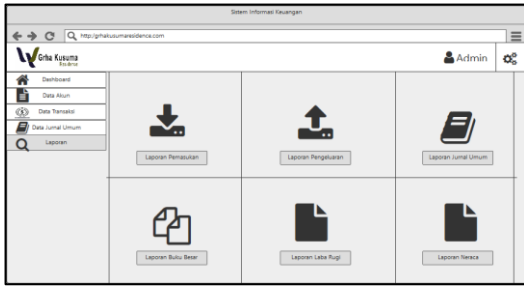 Sistem Informasi Keuangan
http://grhakusumaresidence.com
Grha Kusuma
Residence
Admin
Dashboard
Data Akun
Data Transaksi
Data Jurnal Umum
Laporan
Laporan Pemasukan
Laporan Pengeluaran
Laporan Jurnal Umum
Laporan Buku Besar
Laporan Laba Rugi
Laporan Neraca